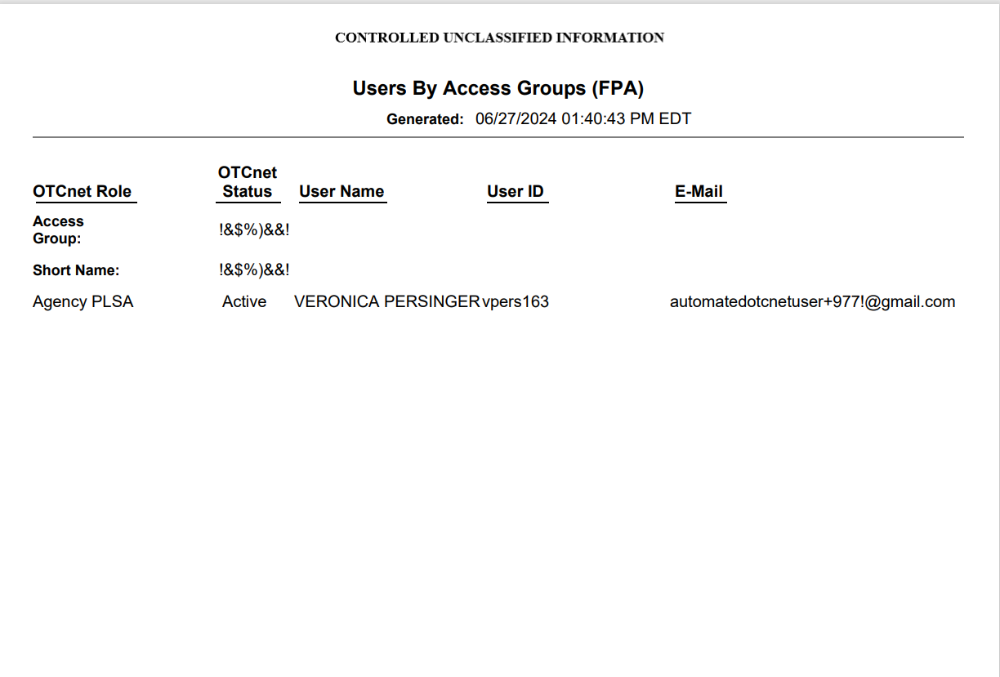 CONTROLLED UNCLASSIFIED INFORMATION
Users By Access Groups (FPA)
Generated: 06/27/2024 01:40:43 PM EDT
OTCnet Role OTCnet Status User Name User ID E-Mail
Access Group: !&$%)&&!
Short Name: !&$%)&&!
Agency PLSA Active VERONICA PERSINGER vpers163 automatedotcnetuser+977!@gmail.com